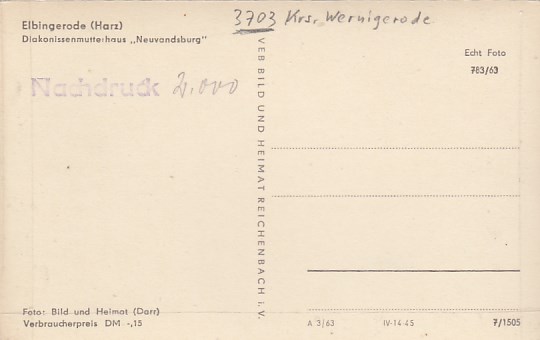 3703 Krs. Wernigerode
Elbingerode (Harz)
Diakonissenmutterhaus „Neuvandsburg"
Echt Foto
783/63
Nachdruck 2.000
VEB BILD UND HEIMAT REICHENBACH i. V.
Foto: Bild und Heimat (Darr)
Verbraucherpreis DM -,15
A 3/63 IV-14-45 7/1505